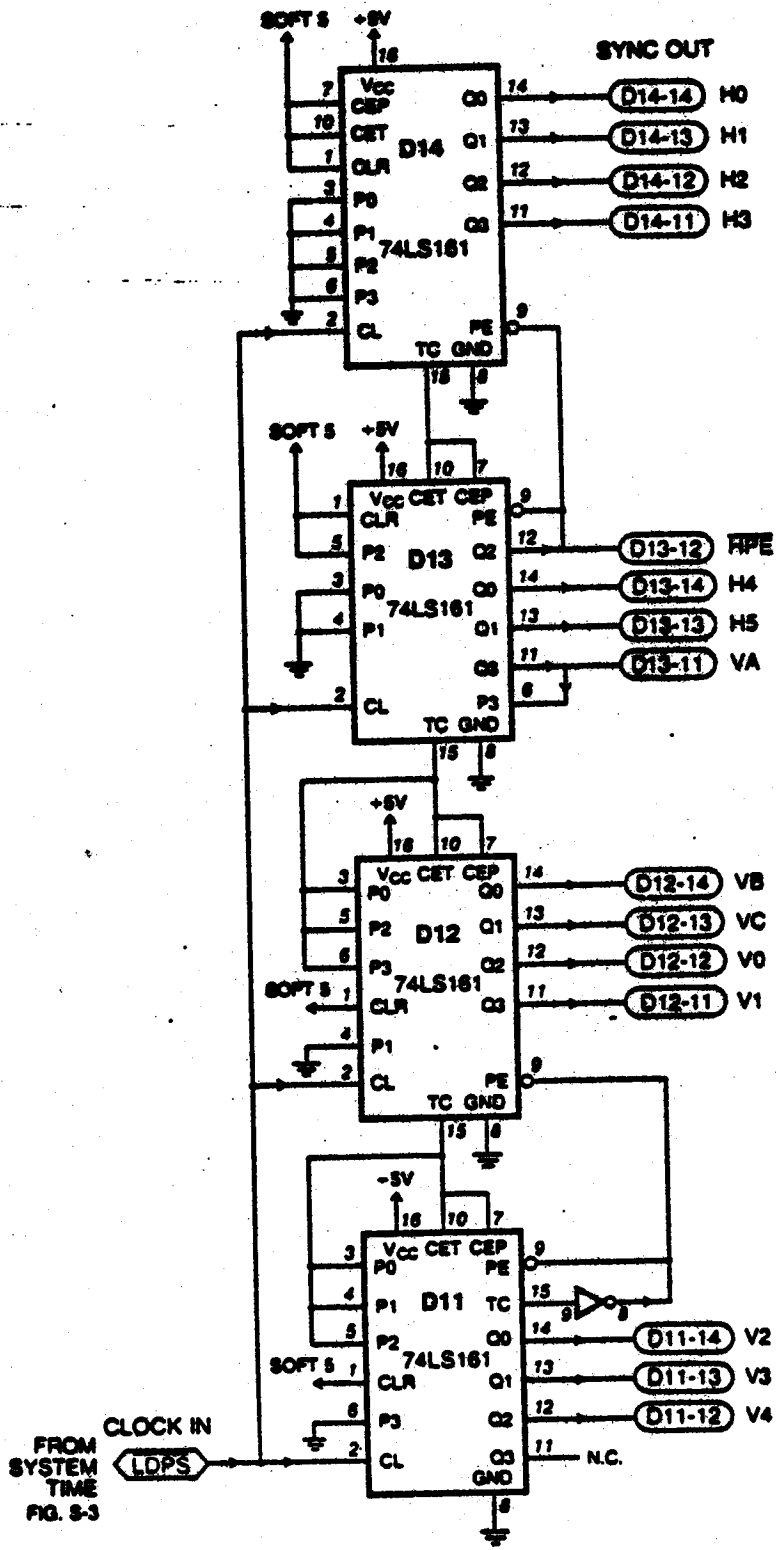 SOFT 5 +5V
SYNC OUT
16
VCC
7 CEP
10 CET
1 CLR
3 P0
4 P1
5 P2
6 P3
2 CL
D14
74LS161
Q0 14 D14-14 H0
Q1 13 D14-13 H1
Q2 12 D14-12 H2
Q3 11 D14-11 H3
PE 9
TC GND
15 8
SOFT 5 +5V
16 10 7
VCC CET CEP
1 CLR
5 P2
3 P0
4 P1
2 CL
D13
74LS161
PE 9
Q2 12 D13-12 HPE
Q0 14 D13-14 H4
Q1 13 D13-13 H5
Q3 11 D13-11 VA
P3 6
TC GND
15 8
+5V
16 10 7
VCC CET CEP
3 P0
5 P2
6 P3
SOFT 5 1 CLR
4 P1
2 CL
D12
74LS161
Q0 14 D12-14 VB
Q1 13 D12-13 VC
Q2 12 D12-12 V0
Q3 11 D12-11 V1
PE 9
TC GND
15 8
+5V
16 10 7
VCC CET CEP
3 P0
4 P1
5 P2
SOFT 5 1 CLR
6 P3
2 CL
D11
74LS161
PE 9
TC 15 9 8
Q0 14 D11-14 V2
Q1 13 D11-13 V3
Q2 12 D11-12 V4
Q3 11 N.C.
GND
8
CLOCK IN
FROM
SYSTEM
TIME
FIG. S-3
LDPS